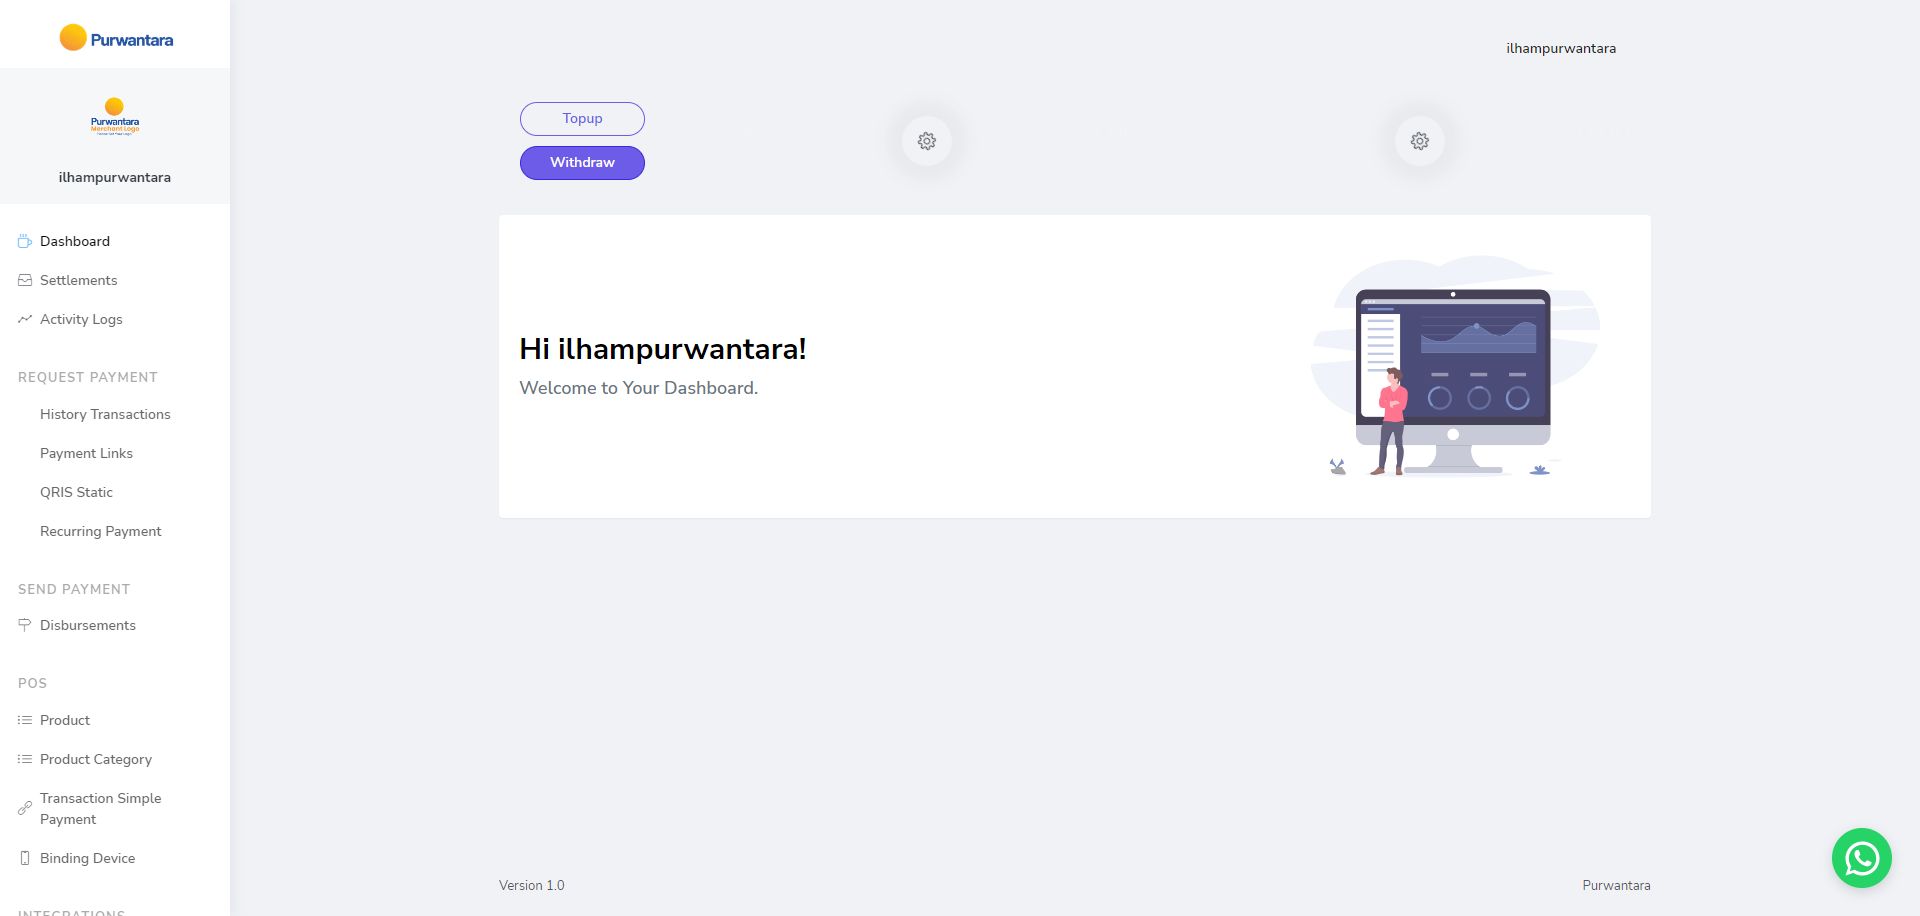 Purwantara
ilhampurwantara
Purwantara
Merchant Logo
ilhampurwantara
Topup
Withdraw
Dashboard
Settlements
Activity Logs
REQUEST PAYMENT
History Transactions
Payment Links
QRIS Static
Recurring Payment
SEND PAYMENT
Disbursements
POS
Product
Product Category
Transaction Simple
Payment
Binding Device
INTEGRATIONS
Hi ilhampurwantara!
Welcome to Your Dashboard.
Version 1.0
Purwantara